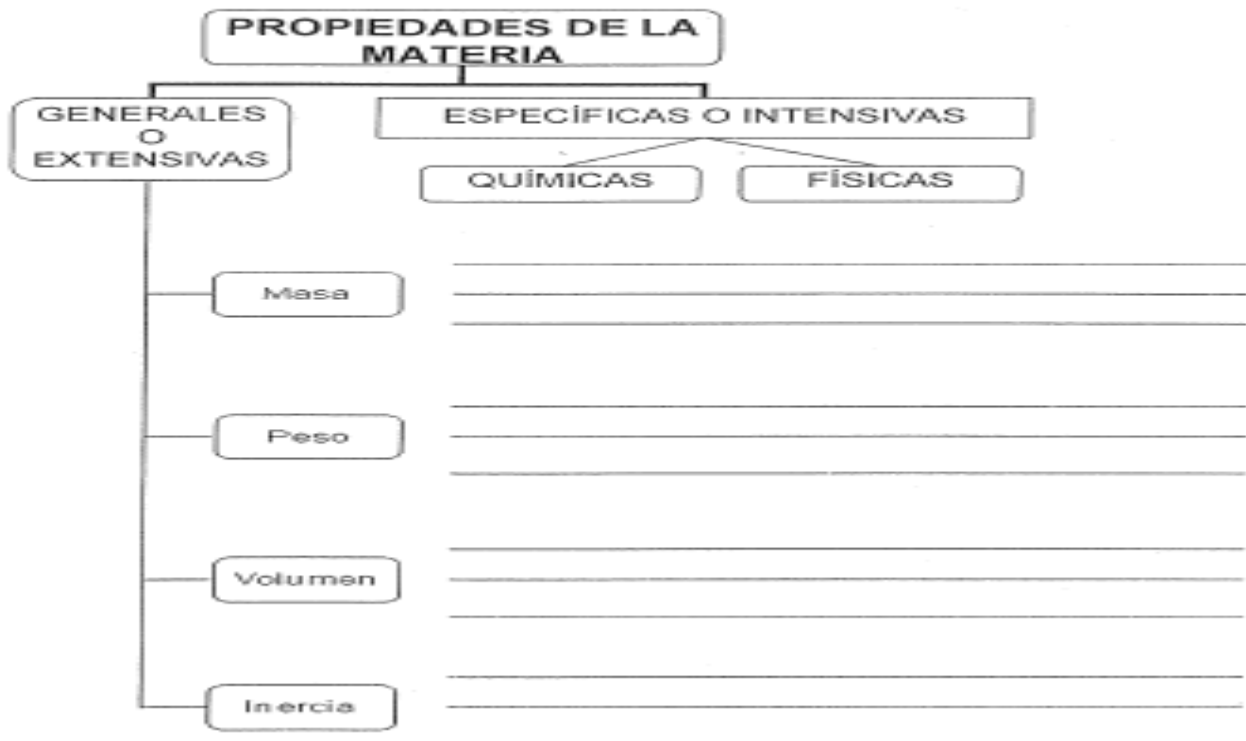 PROPIEDADES DE LA
MATERIA
GENERALES
O
EXTENSIVAS
ESPECÍFICAS O INTENSIVAS
QUÍMICAS
FÍSICAS
Masa
Peso
Volumen
Inercia